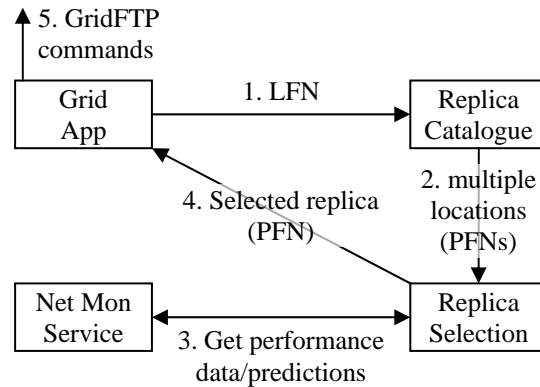 5. GridFTP
commands
Grid
App
1. LFN
Replica
Catalogue
2. multiple
locations
(PFNs)
4. Selected replica
(PFN)
Net Mon
Service
3. Get performance
data/predictions
Replica
Selection